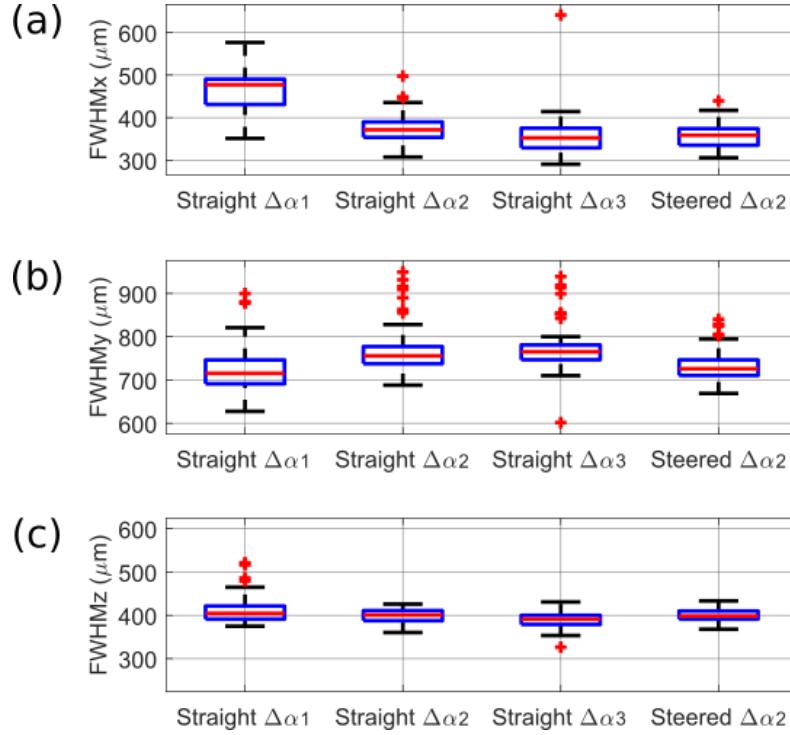 (a)
FWHMx (μm)
600
500
400
300
Straight Δα1 Straight Δα2 Straight Δα3 Steered Δα2
(b)
FWHMy (μm)
900
800
700
600
Straight Δα1 Straight Δα2 Straight Δα3 Steered Δα2
(c)
FWHMz (μm)
600
500
400
300
Straight Δα1 Straight Δα2 Straight Δα3 Steered Δα2